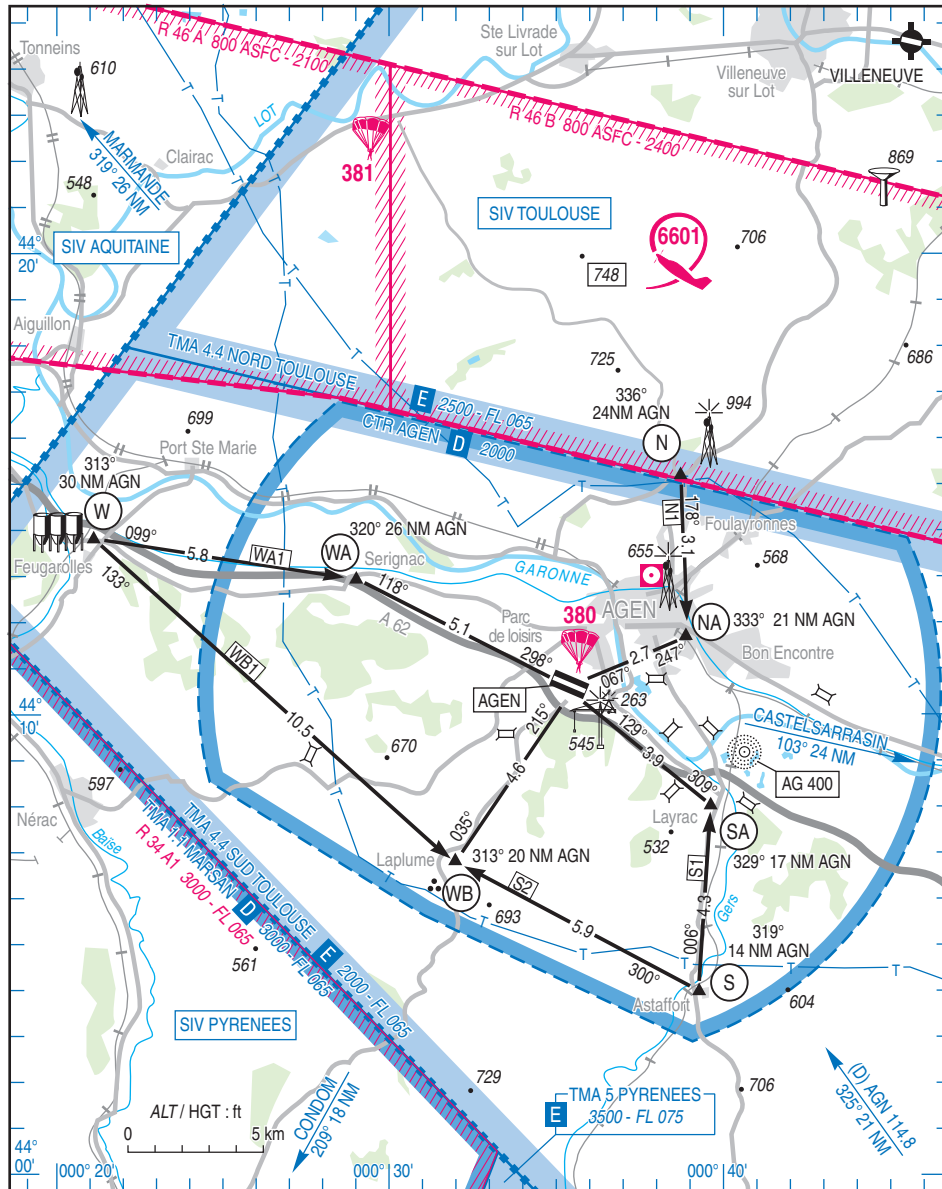 Tonneins
610
R 46 A 800 ASFC - 2100
Ste Livrade
sur Lot
Villeneuve
sur Lot
VILLENEUVE
LOT
MARMANDE
319° 26 NM
Clairac
381
R 46 B 800 ASFC - 2400
869
548
SIV AQUITAINE
SIV TOULOUSE
6601
706
748
44°
20'
Aiguillon
TMA 4.4 NORD TOULOUSE
E 2500 - FL 065
CTR AGEN D 2000
725
336°
24NM AGN
994
686
699
Port Ste Marie
N
313°
30 NM AGN
W
178°
N1
3.1
Foulayronnes
320° 26 NM AGN
WA
Serignac
655
568
099°
5.8
WA1
Feugarolles
133°
GARONNE
118°
5.1
A 62
Parc
de loisirs
380
AGEN
NA
333° 21 NM AGN
Bon Encontre
298°
2.7
247°
067°
WB1
AGEN
263
44°
10'
215°
545
129°
3.9
309°
CASTELSARRASIN
103° 24 NM
10.5
670
4.6
AG 400
597
Nérac
Baïse
TMA 4.4 SUD TOULOUSE
E 2000 - FL 065
TMA 1.1 MARSAN
D 3000 - FL 065
R 34 A1 3000 - FL 065
035°
Layrac
532
SA
329° 17 NM AGN
Laplume
313° 20 NM AGN
WB
S1
4.3
Gers
S2
693
5.9
319°
14 NM AGN
006°
561
300°
S
Astaffort
604
SIV PYRENEES
729
706
TMA 5 PYRENEES
E 3500 - FL 075
(D) AGN 114.8
325° 21 NM
ALT / HGT : ft
0 5 km
CONDOM
209° 18 NM
44°
00'
000° 20'
000° 30'
000° 40'
T T T T T T T T T T T T T T